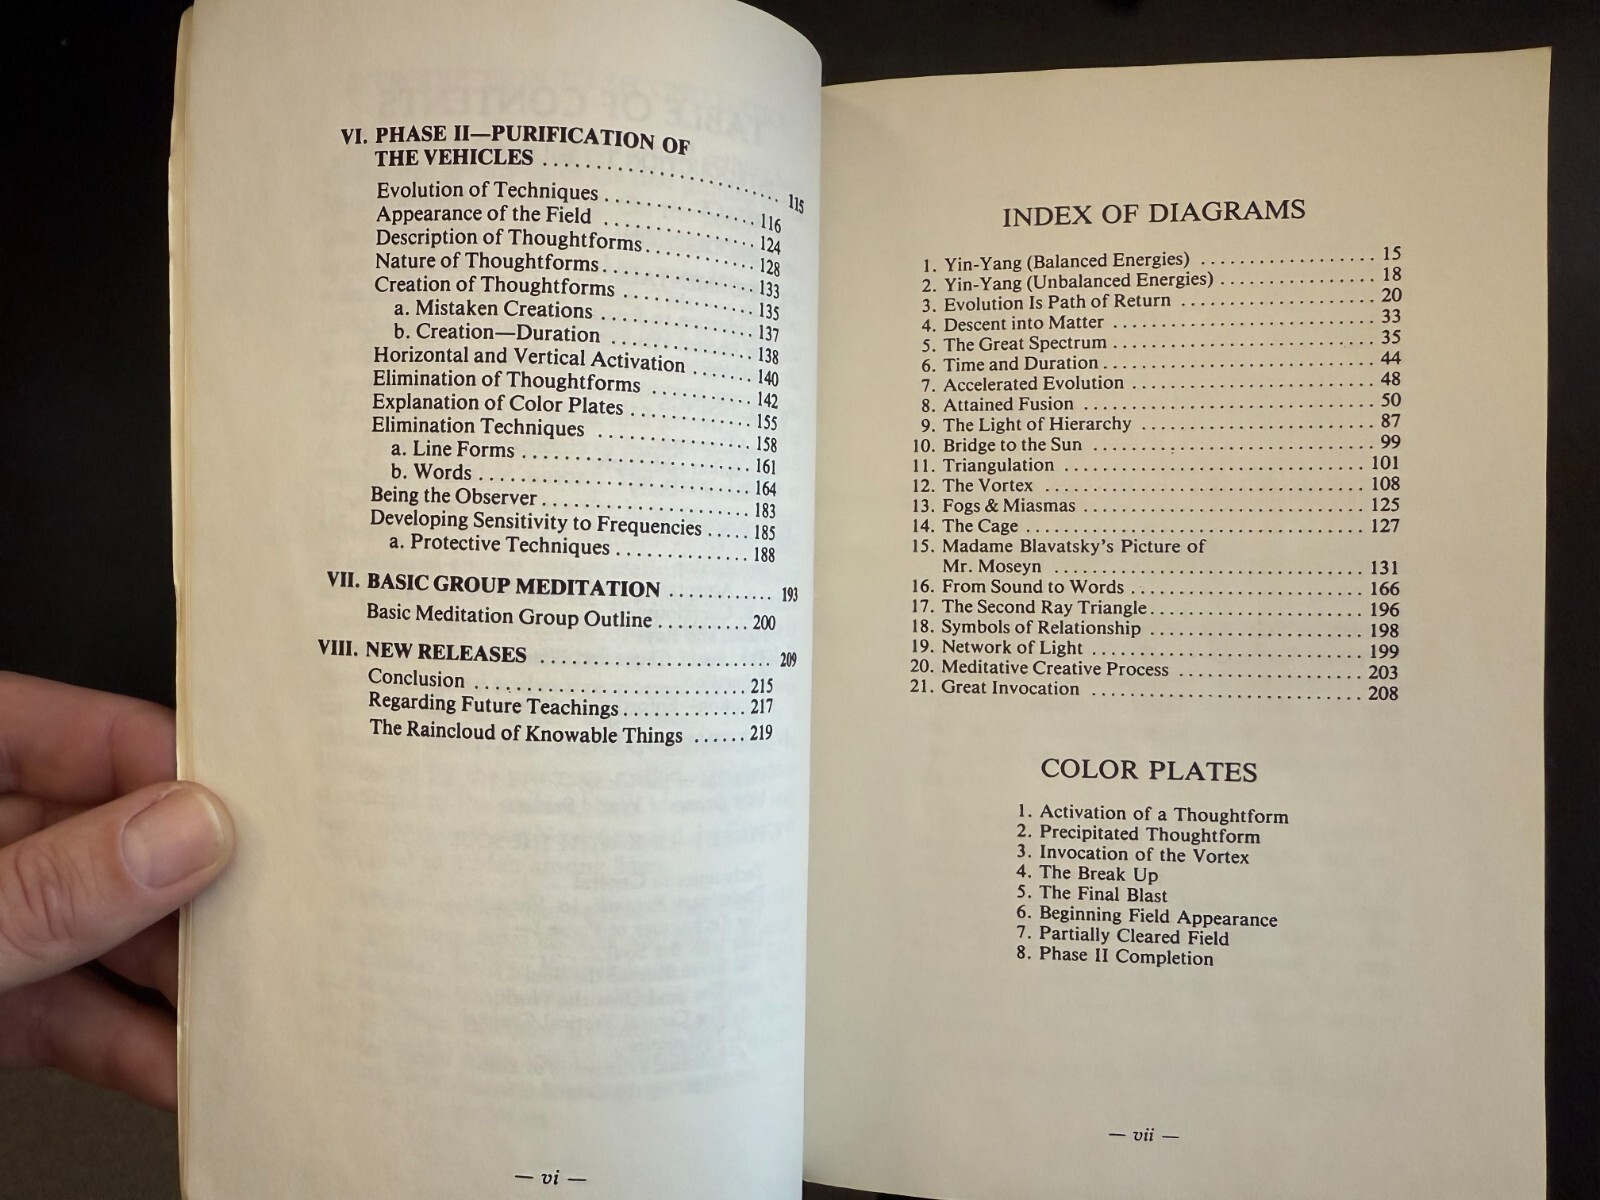 VI. PHASE II—PURIFICATION OF
THE VEHICLES .......................... 115
Evolution of Techniques .................... 116
Appearance of the Field .................... 124
Description of Thoughtforms ................ 128
Nature of Thoughtforms ..................... 133
Creation of Thoughtforms ................... 135
a. Mistaken Creations ...................... 137
b. Creation—Duration ....................... 138
Horizontal and Vertical Activation ....... 140
Elimination of Thoughtforms ............ 142
Explanation of Color Plates ............ 155
Elimination Techniques ................. 158
a. Line Forms .......................... 161
b. Words ............................... 164
Being the Observer ..................... 183
Developing Sensitivity to Frequencies ..... 185
a. Protective Techniques ............. 188
VII. BASIC GROUP MEDITATION ............ 193
Basic Meditation Group Outline .......... 200
VIII. NEW RELEASES ........................ 209
Conclusion ............................ 215
Regarding Future Teachings ............. 217
The Raincloud of Knowable Things ...... 219
— vi —
INDEX OF DIAGRAMS
1. Yin-Yang (Balanced Energies) .................. 15
2. Yin-Yang (Unbalanced Energies) ................ 18
3. Evolution Is Path of Return .................... 20
4. Descent into Matter ........................... 33
5. The Great Spectrum ........................... 35
6. Time and Duration ............................ 44
7. Accelerated Evolution ......................... 48
8. Attained Fusion .............................. 50
9. The Light of Hierarchy ........................ 87
10. Bridge to the Sun ............................ 99
11. Triangulation ............................... 101
12. The Vortex ................................. 108
13. Fogs & Miasmas ............................. 125
14. The Cage ................................... 127
15. Madame Blavatsky's Picture of
Mr. Moseyn ................................ 131
16. From Sound to Words ......................... 166
17. The Second Ray Triangle ...................... 196
18. Symbols of Relationship ...................... 198
19. Network of Light ............................ 199
20. Meditative Creative Process ................... 203
21. Great Invocation ............................ 208
COLOR PLATES
1. Activation of a Thoughtform
2. Precipitated Thoughtform
3. Invocation of the Vortex
4. The Break Up
5. The Final Blast
6. Beginning Field Appearance
7. Partially Cleared Field
8. Phase II Completion
— vii —